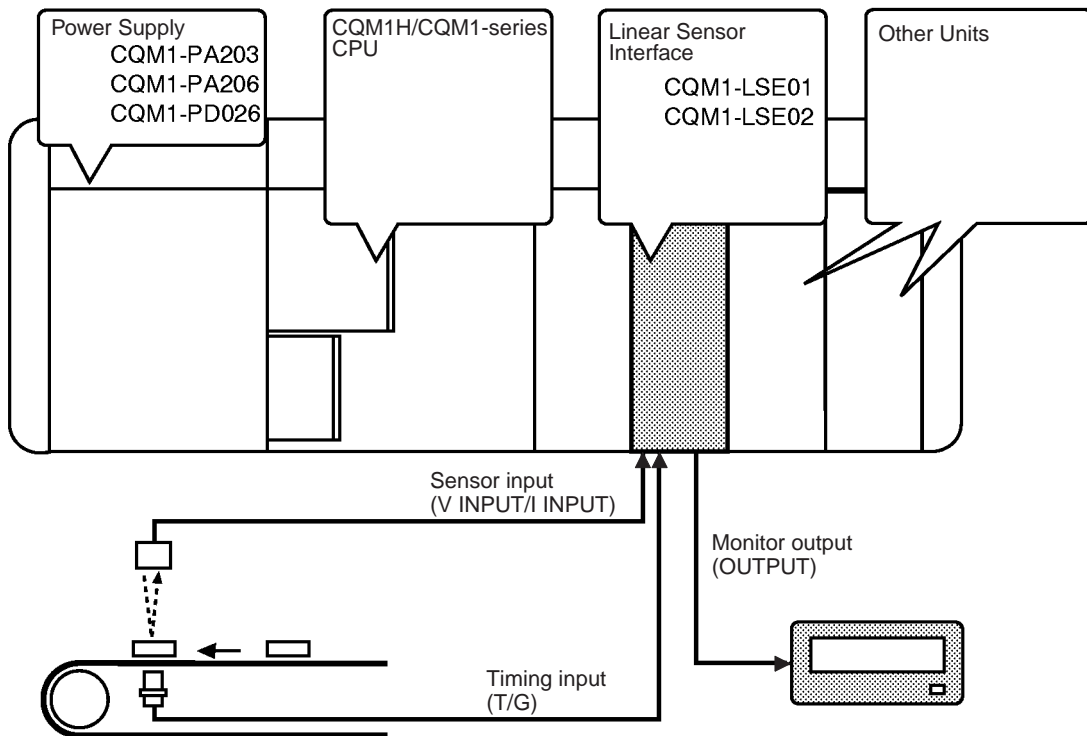 Power Supply
CQM1-PA203
CQM1-PA206
CQM1-PD026
CQM1H/CQM1-series
CPU
Linear Sensor
Interface
CQM1-LSE01
CQM1-LSE02
Other Units
Sensor input
(V INPUT/I INPUT)
Monitor output
(OUTPUT)
Timing input
(T/G)